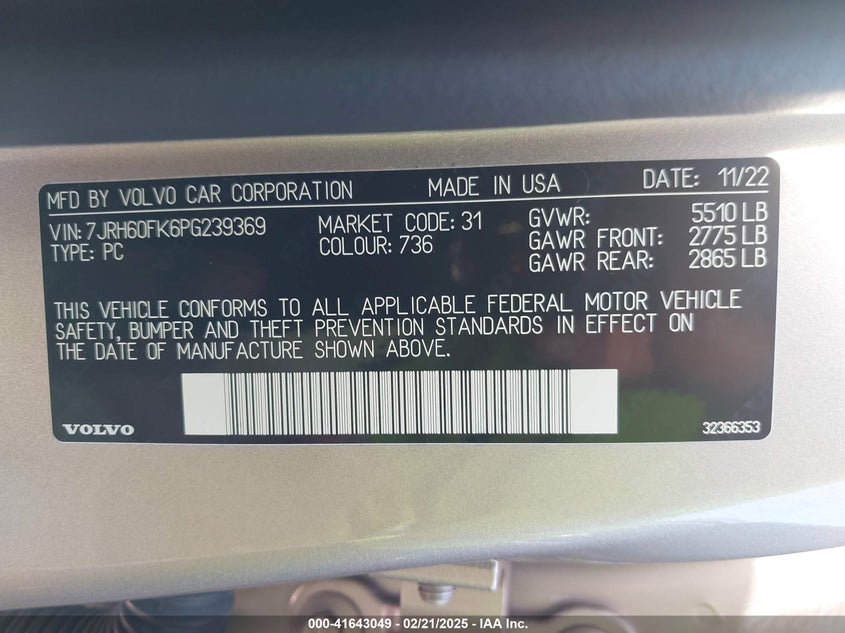 MFD BY VOLVO CAR CORPORATION MADE IN USA DATE: 11/22
VIN: 7JRH60FK6PG239369 MARKET CODE: 31 GVWR: 5510 LB
TYPE: PC COLOUR: 736 GAWR FRONT: 2775 LB
GAWR REAR: 2865 LB
THIS VEHICLE CONFORMS TO ALL APPLICABLE FEDERAL MOTOR VEHICLE
SAFETY, BUMPER AND THEFT PREVENTION STANDARDS IN EFFECT ON
THE DATE OF MANUFACTURE SHOWN ABOVE.
VOLVO 32366353
000-41643049 - 02/21/2025 - IAA Inc.